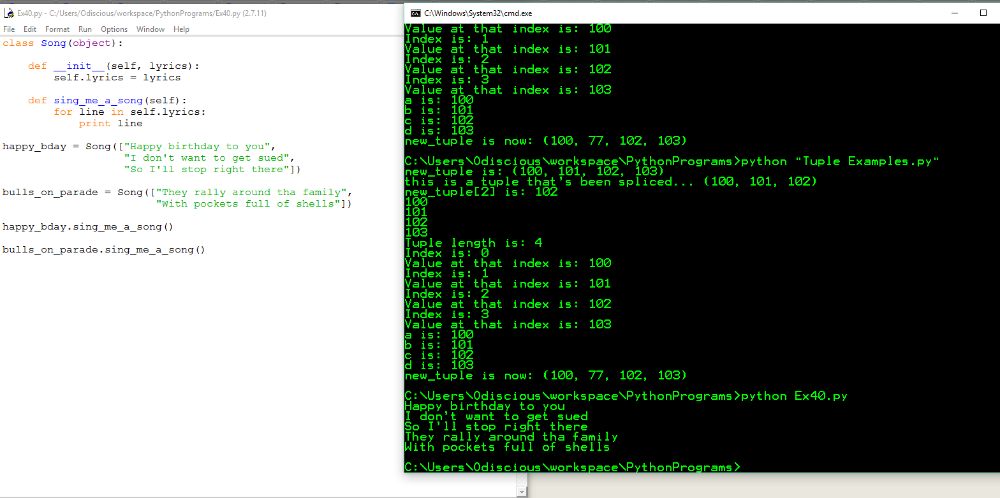 Ex40.py - C:/Users/Odiscious/workspace/PythonPrograms/Ex40.py (2.7.11)
File Edit Format Run Options Window Help
class Song(object):
    def __init__(self, lyrics):
        self.lyrics = lyrics
    def sing_me_a_song(self):
        for line in self.lyrics:
            print line
happy_bday = Song(["Happy birthday to you",
                   "I don't want to get sued",
                   "So I'll stop right there"])
bulls_on_parade = Song(["They rally around tha family",
                        "With pockets full of shells"])
happy_bday.sing_me_a_song()
bulls_on_parade.sing_me_a_song()
C:\Windows\System32\cmd.exe
Value at that index is: 100
Index is: 1
Value at that index is: 101
Index is: 2
Value at that index is: 102
Index is: 3
Value at that index is: 103
a is: 100
b is: 101
c is: 102
d is: 103
new_tuple is now: (100, 77, 102, 103)
C:\Users\Odiscious\workspace\PythonPrograms>python "Tuple Examples.py"
new_tuple is: (100, 101, 102, 103)
this is a tuple that's been spliced... (100, 101, 102)
new_tuple[2] is: 102
100
101
102
103
Tuple length is: 4
Index is: 0
Value at that index is: 100
Index is: 1
Value at that index is: 101
Index is: 2
Value at that index is: 102
Index is: 3
Value at that index is: 103
a is: 100
b is: 101
c is: 102
d is: 103
new_tuple is now: (100, 77, 102, 103)
C:\Users\Odiscious\workspace\PythonPrograms>python Ex40.py
Happy birthday to you
I don't want to get sued
So I'll stop right there
They rally around tha family
With pockets full of shells
C:\Users\Odiscious\workspace\PythonPrograms>